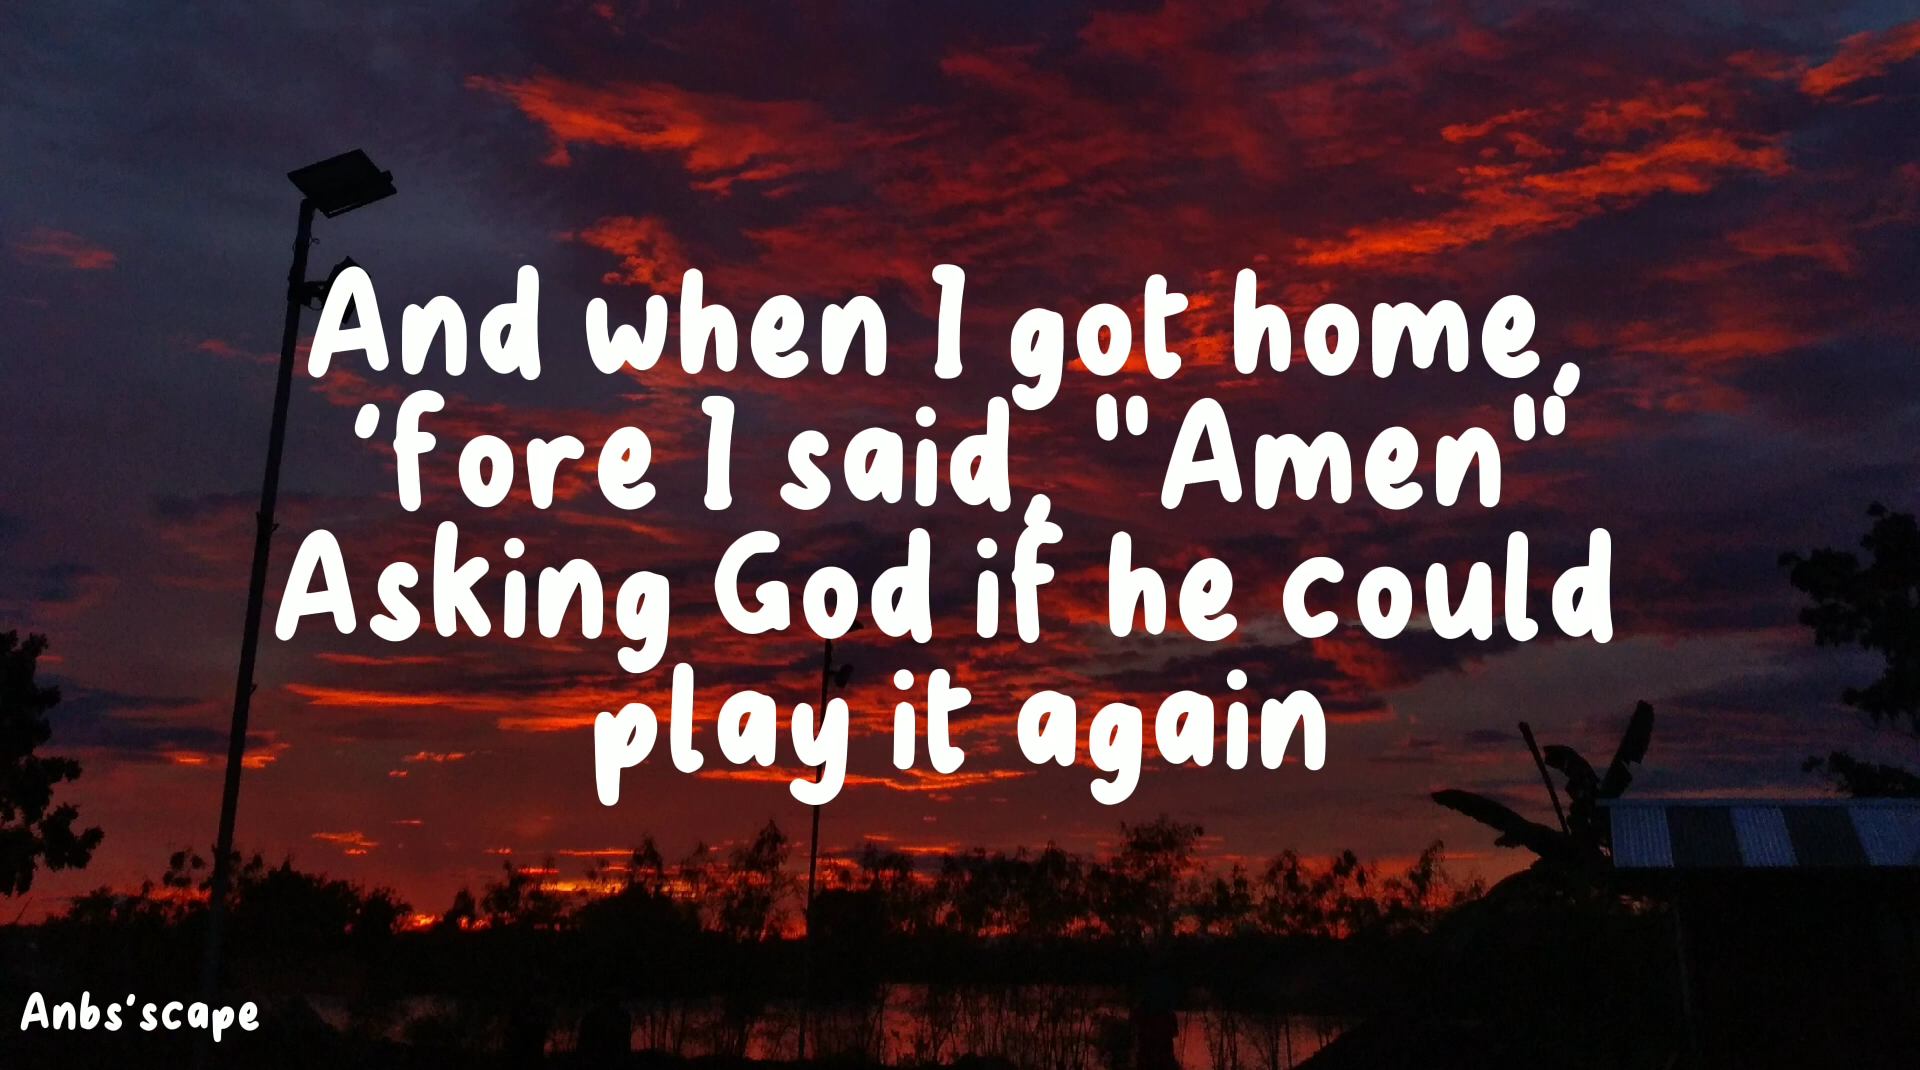 And when I got home,
'fore I said, "Amen"
Asking God if he could
play it again
Anbs'scape